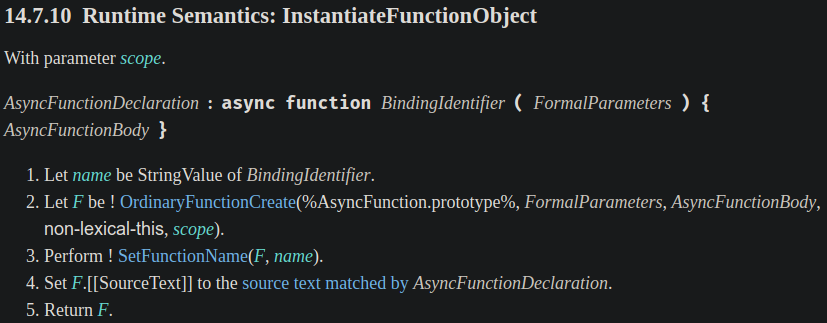 14.7.10 Runtime Semantics: InstantiateFunctionObject
With parameter scope.
AsyncFunctionDeclaration : async function BindingIdentifier ( FormalParameters ) {
AsyncFunctionBody }
1. Let name be StringValue of BindingIdentifier.
2. Let F be ! OrdinaryFunctionCreate(%AsyncFunction.prototype%, FormalParameters, AsyncFunctionBody,
non-lexical-this, scope).
3. Perform ! SetFunctionName(F, name).
4. Set F.[[SourceText]] to the source text matched by AsyncFunctionDeclaration.
5. Return F.